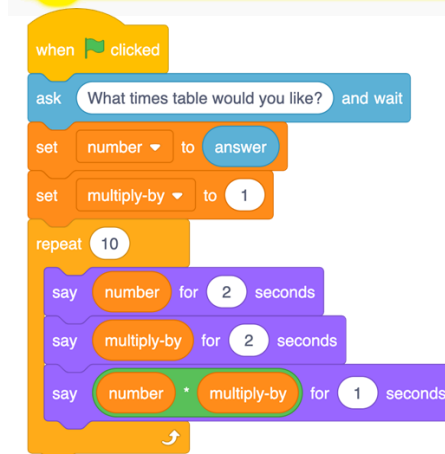 when clicked
ask What times table would you like? and wait
set number to answer
set multiply-by to 1
repeat 10
say number for 2 seconds
say multiply-by for 2 seconds
say number * multiply-by for 1 seconds